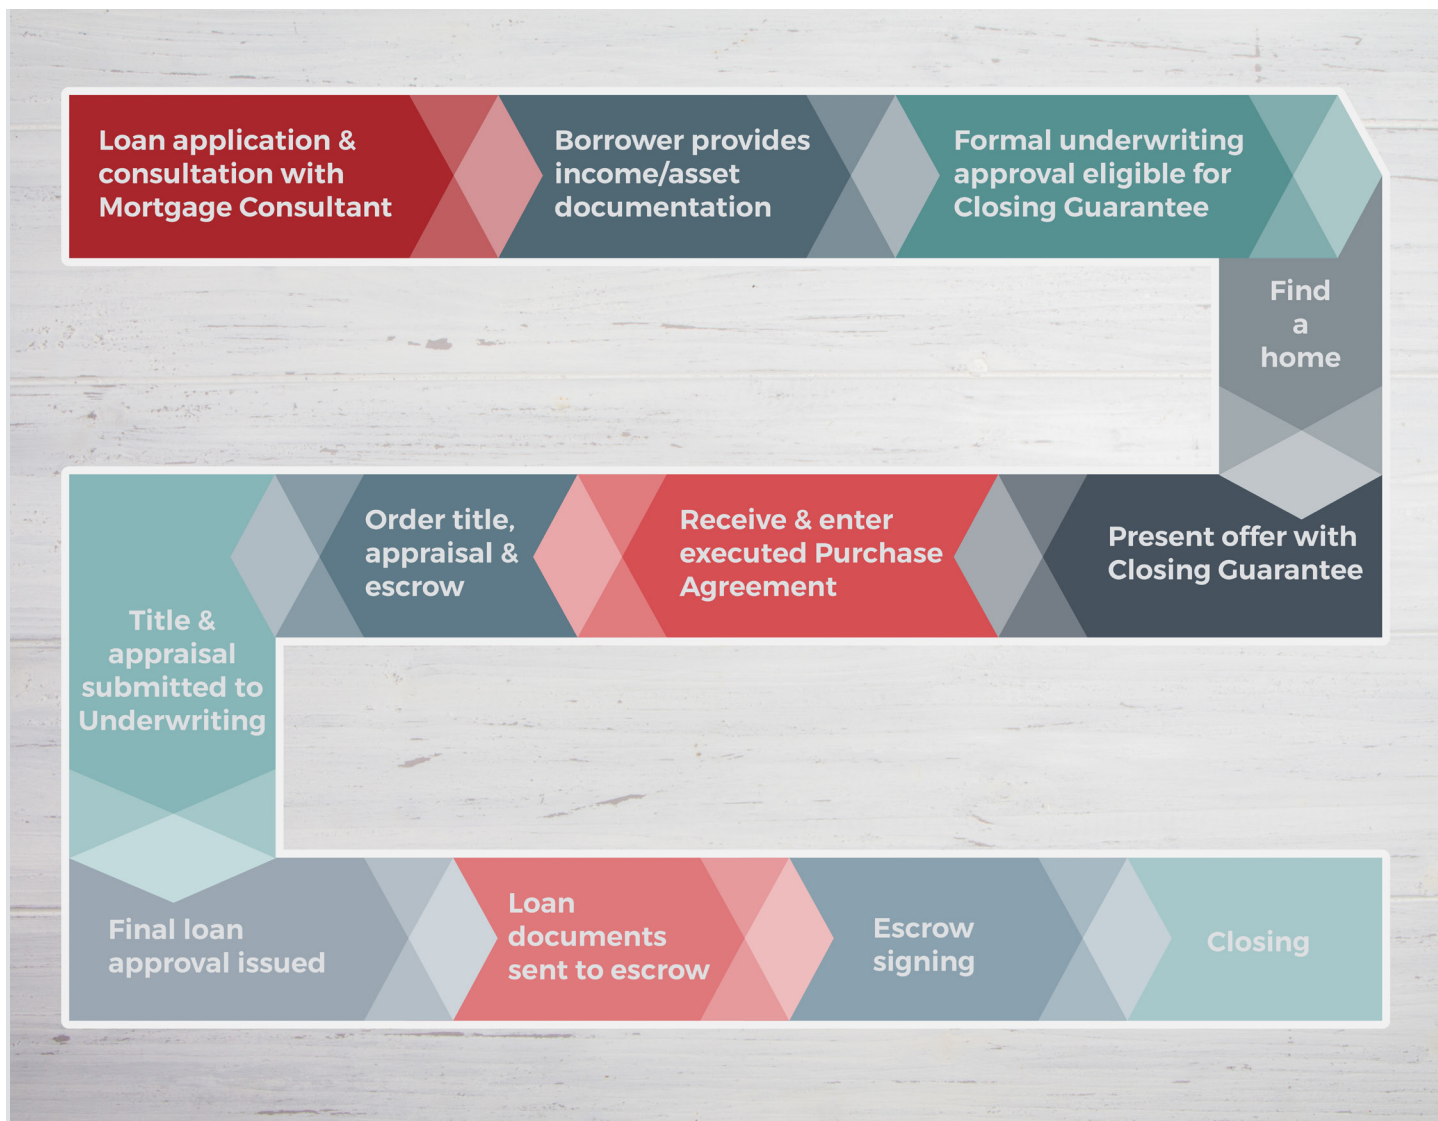 Loan application &
consultation with
Mortgage Consultant
Borrower provides
income/asset
documentation
Formal underwriting
approval eligible for
Closing Guarantee
Find
a
home
Present offer with
Closing Guarantee
Receive & enter
executed Purchase
Agreement
Order title,
appraisal &
escrow
Title &
appraisal
submitted to
Underwriting
Final loan
approval issued
Loan
documents
sent to escrow
Escrow
signing
Closing